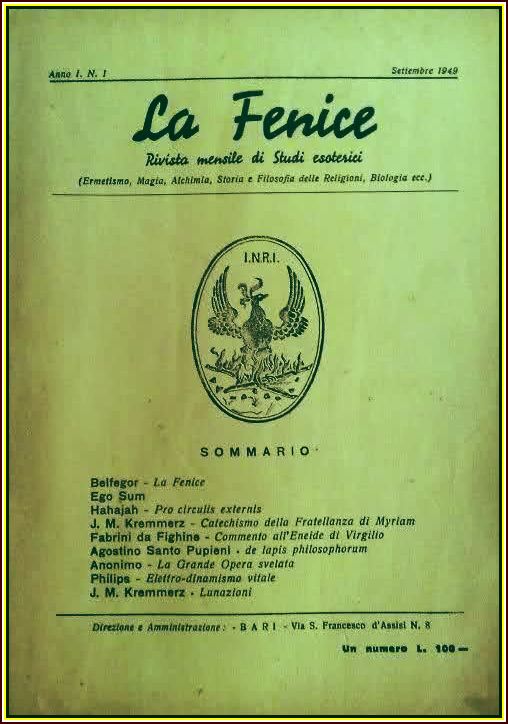 Anno I. N. 1
Settembre 1949
La Fenice
Rivista mensile di Studi esoterici
(Ermetismo, Magia, Alchimia, Storia e Filosofia delle Religioni, Biologia ecc.)
I.N.R.I.
SOMMARIO
Belfegor - La Fenice
Ego Sum
Hahajah - Pro circulis externis
J. M. Kremmerz - Catechismo della Fratellanza di Myriam
Fabrini da Fighine - Commento all'Eneide di Virgilio
Agostino Santo Pupieni - de lapis philosophorum
Anonimo - La Grande Opera svelata
Philips - Elettro-dinamismo vitale
J. M. Kremmerz - Lunazioni
Direzione e Amministrazione: - BARI - Via S. Francesco d'Assisi N. 8
Un numero L. 100—